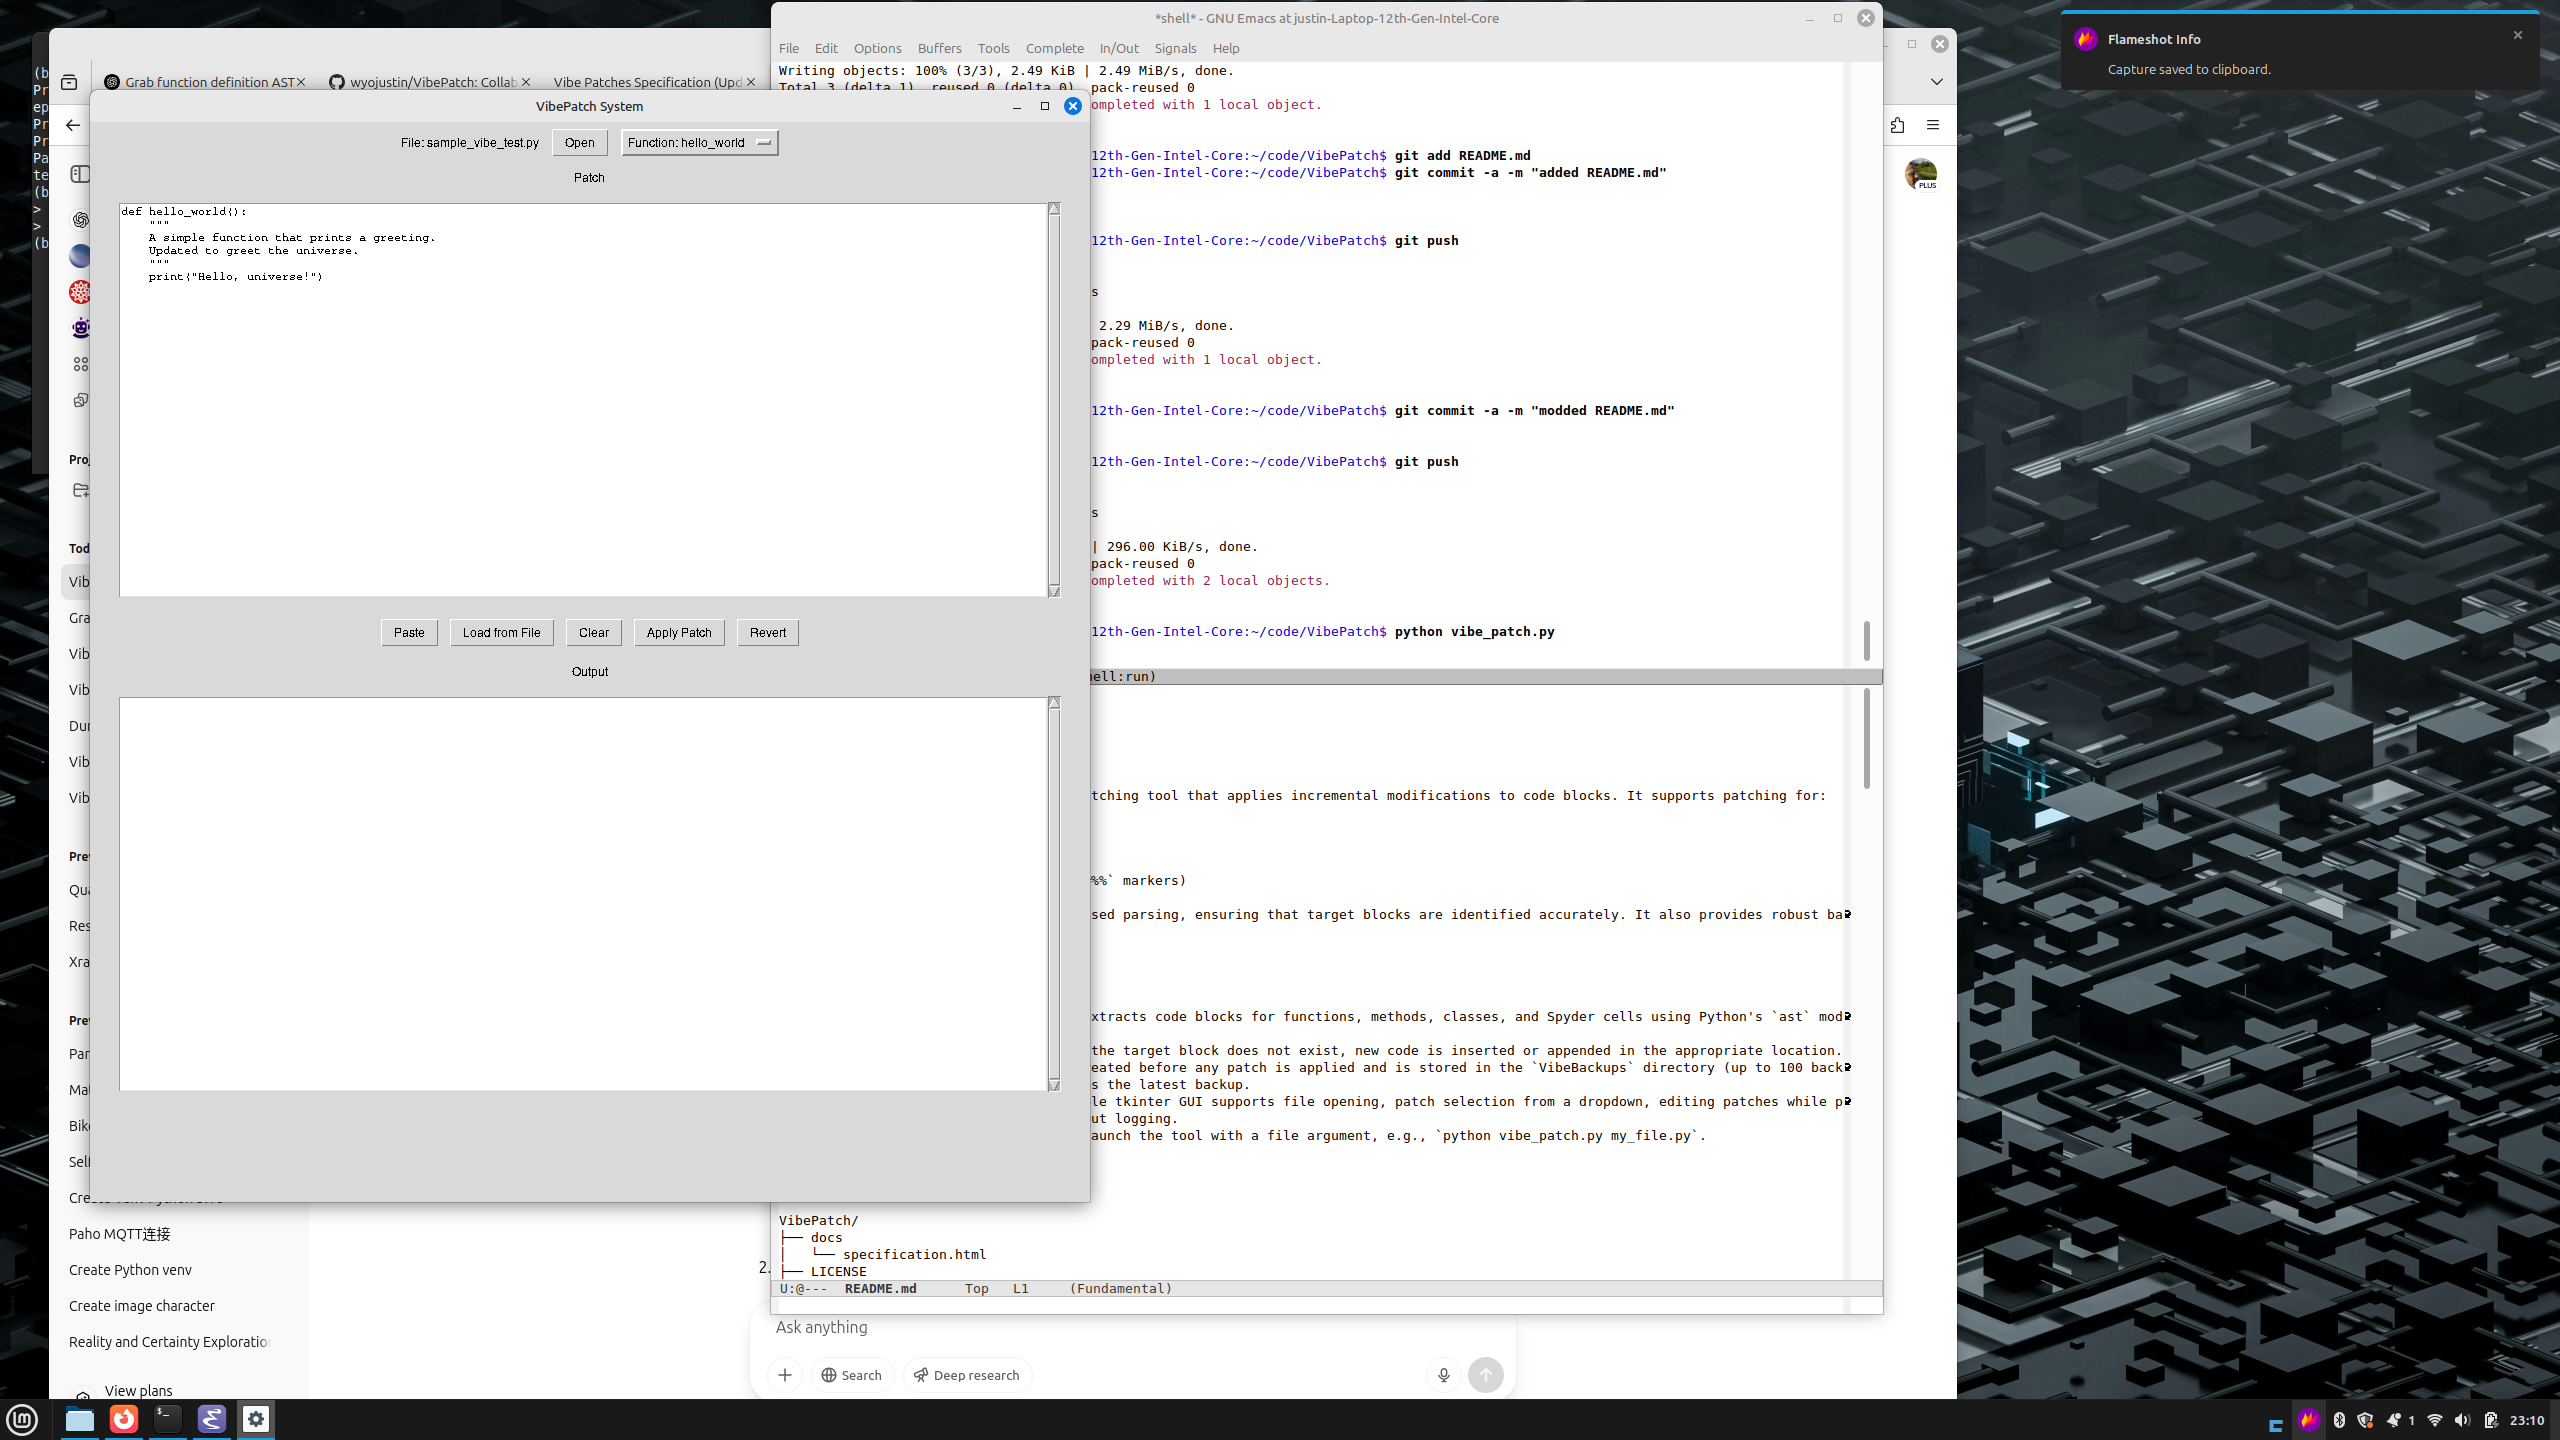 *shell* - GNU Emacs at justin-Laptop-12th-Gen-Intel-Core
File Edit Options Buffers Tools Complete In/Out Signals Help
Writing objects: 100% (3/3), 2.49 KiB | 2.49 MiB/s, done.
Total 3 (delta 1), reused 0 (delta 0), pack-reused 0
ompleted with 1 local object.
12th-Gen-Intel-Core:~/code/VibePatch$ git add README.md
12th-Gen-Intel-Core:~/code/VibePatch$ git commit -a -m "added README.md"
12th-Gen-Intel-Core:~/code/VibePatch$ git push
s
2.29 MiB/s, done.
pack-reused 0
ompleted with 1 local object.
12th-Gen-Intel-Core:~/code/VibePatch$ git commit -a -m "modded README.md"
12th-Gen-Intel-Core:~/code/VibePatch$ git push
s
| 296.00 KiB/s, done.
pack-reused 0
ompleted with 2 local objects.
12th-Gen-Intel-Core:~/code/VibePatch$ python vibe_patch.py
ell:run)
tching tool that applies incremental modifications to code blocks. It supports patching for:
%%` markers)
sed parsing, ensuring that target blocks are identified accurately. It also provides robust ba
xtracts code blocks for functions, methods, classes, and Spyder cells using Python's `ast` mod
the target block does not exist, new code is inserted or appended in the appropriate location.
eated before any patch is applied and is stored in the `VibeBackups` directory (up to 100 back
s the latest backup.
le tkinter GUI supports file opening, patch selection from a dropdown, editing patches while p
ut logging.
aunch the tool with a file argument, e.g., `python vibe_patch.py my_file.py`.
VibePatch/
├── docs
│   └── specification.html
├── LICENSE
U:@--- README.md Top L1 (Fundamental)
Flameshot Info
Capture saved to clipboard.
Grab function definition AST
wyojustin/VibePatch: Collab
Vibe Patches Specification (Upd
PLUS
VibePatch System
File: sample_vibe_test.py Open Function: hello_world
Patch
def hello_world():
"""
A simple function that prints a greeting.
Updated to greet the universe.
"""
print("Hello, universe!")
Paste Load from File Clear Apply Patch Revert
Output
(b
Pr
ep
Pr
Pr
Pa
te
(b
>
>
(b
Proj
Tod
Vib
Gra
Vib
Vib
Dur
Vib
Vib
Prev
Qua
Res
Xra
Prev
Par
Mat
Bike
Self
Paho MQTT连接
Create Python venv
Create image character
Reality and Certainty Exploration
View plans
2.
Ask anything
Search
Deep research
1
23:10